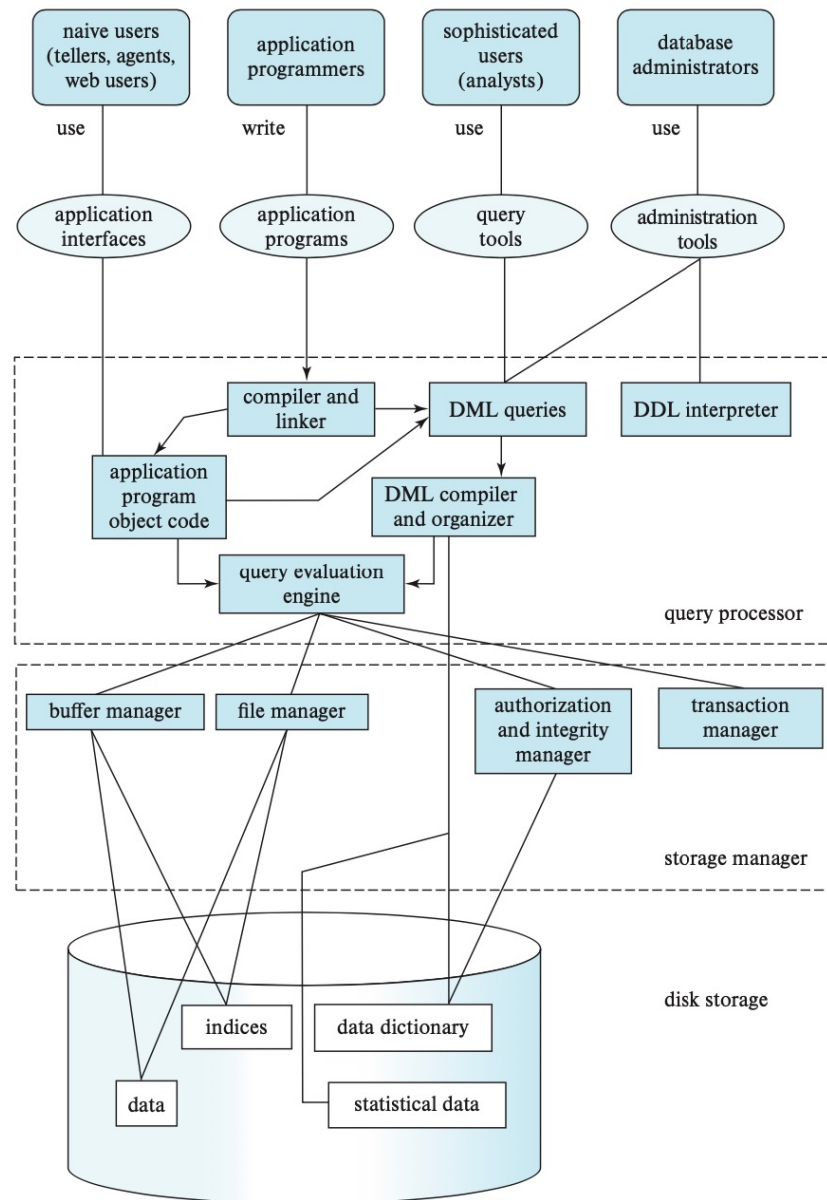 naive users
(tellers, agents,
web users)
application
programmers
sophisticated
users
(analysts)
database
administrators
use
write
use
use
application
interfaces
application
programs
query
tools
administration
tools
compiler and
linker
DML queries
DDL interpreter
application
program
object code
DML compiler
and organizer
query evaluation
engine
query processor
buffer manager
file manager
authorization
and integrity
manager
transaction
manager
storage manager
disk storage
indices
data dictionary
data
statistical data